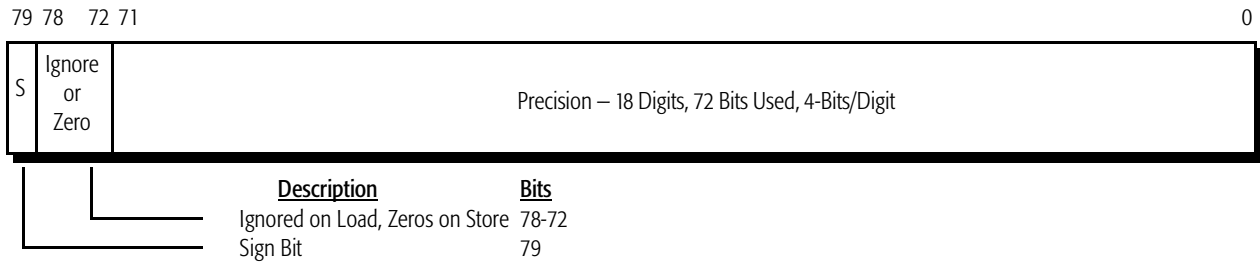 79 78 72 71 0
S
Ignore
or
Zero
Precision — 18 Digits, 72 Bits Used, 4-Bits/Digit
Description Bits
Ignored on Load, Zeros on Store 78-72
Sign Bit 79